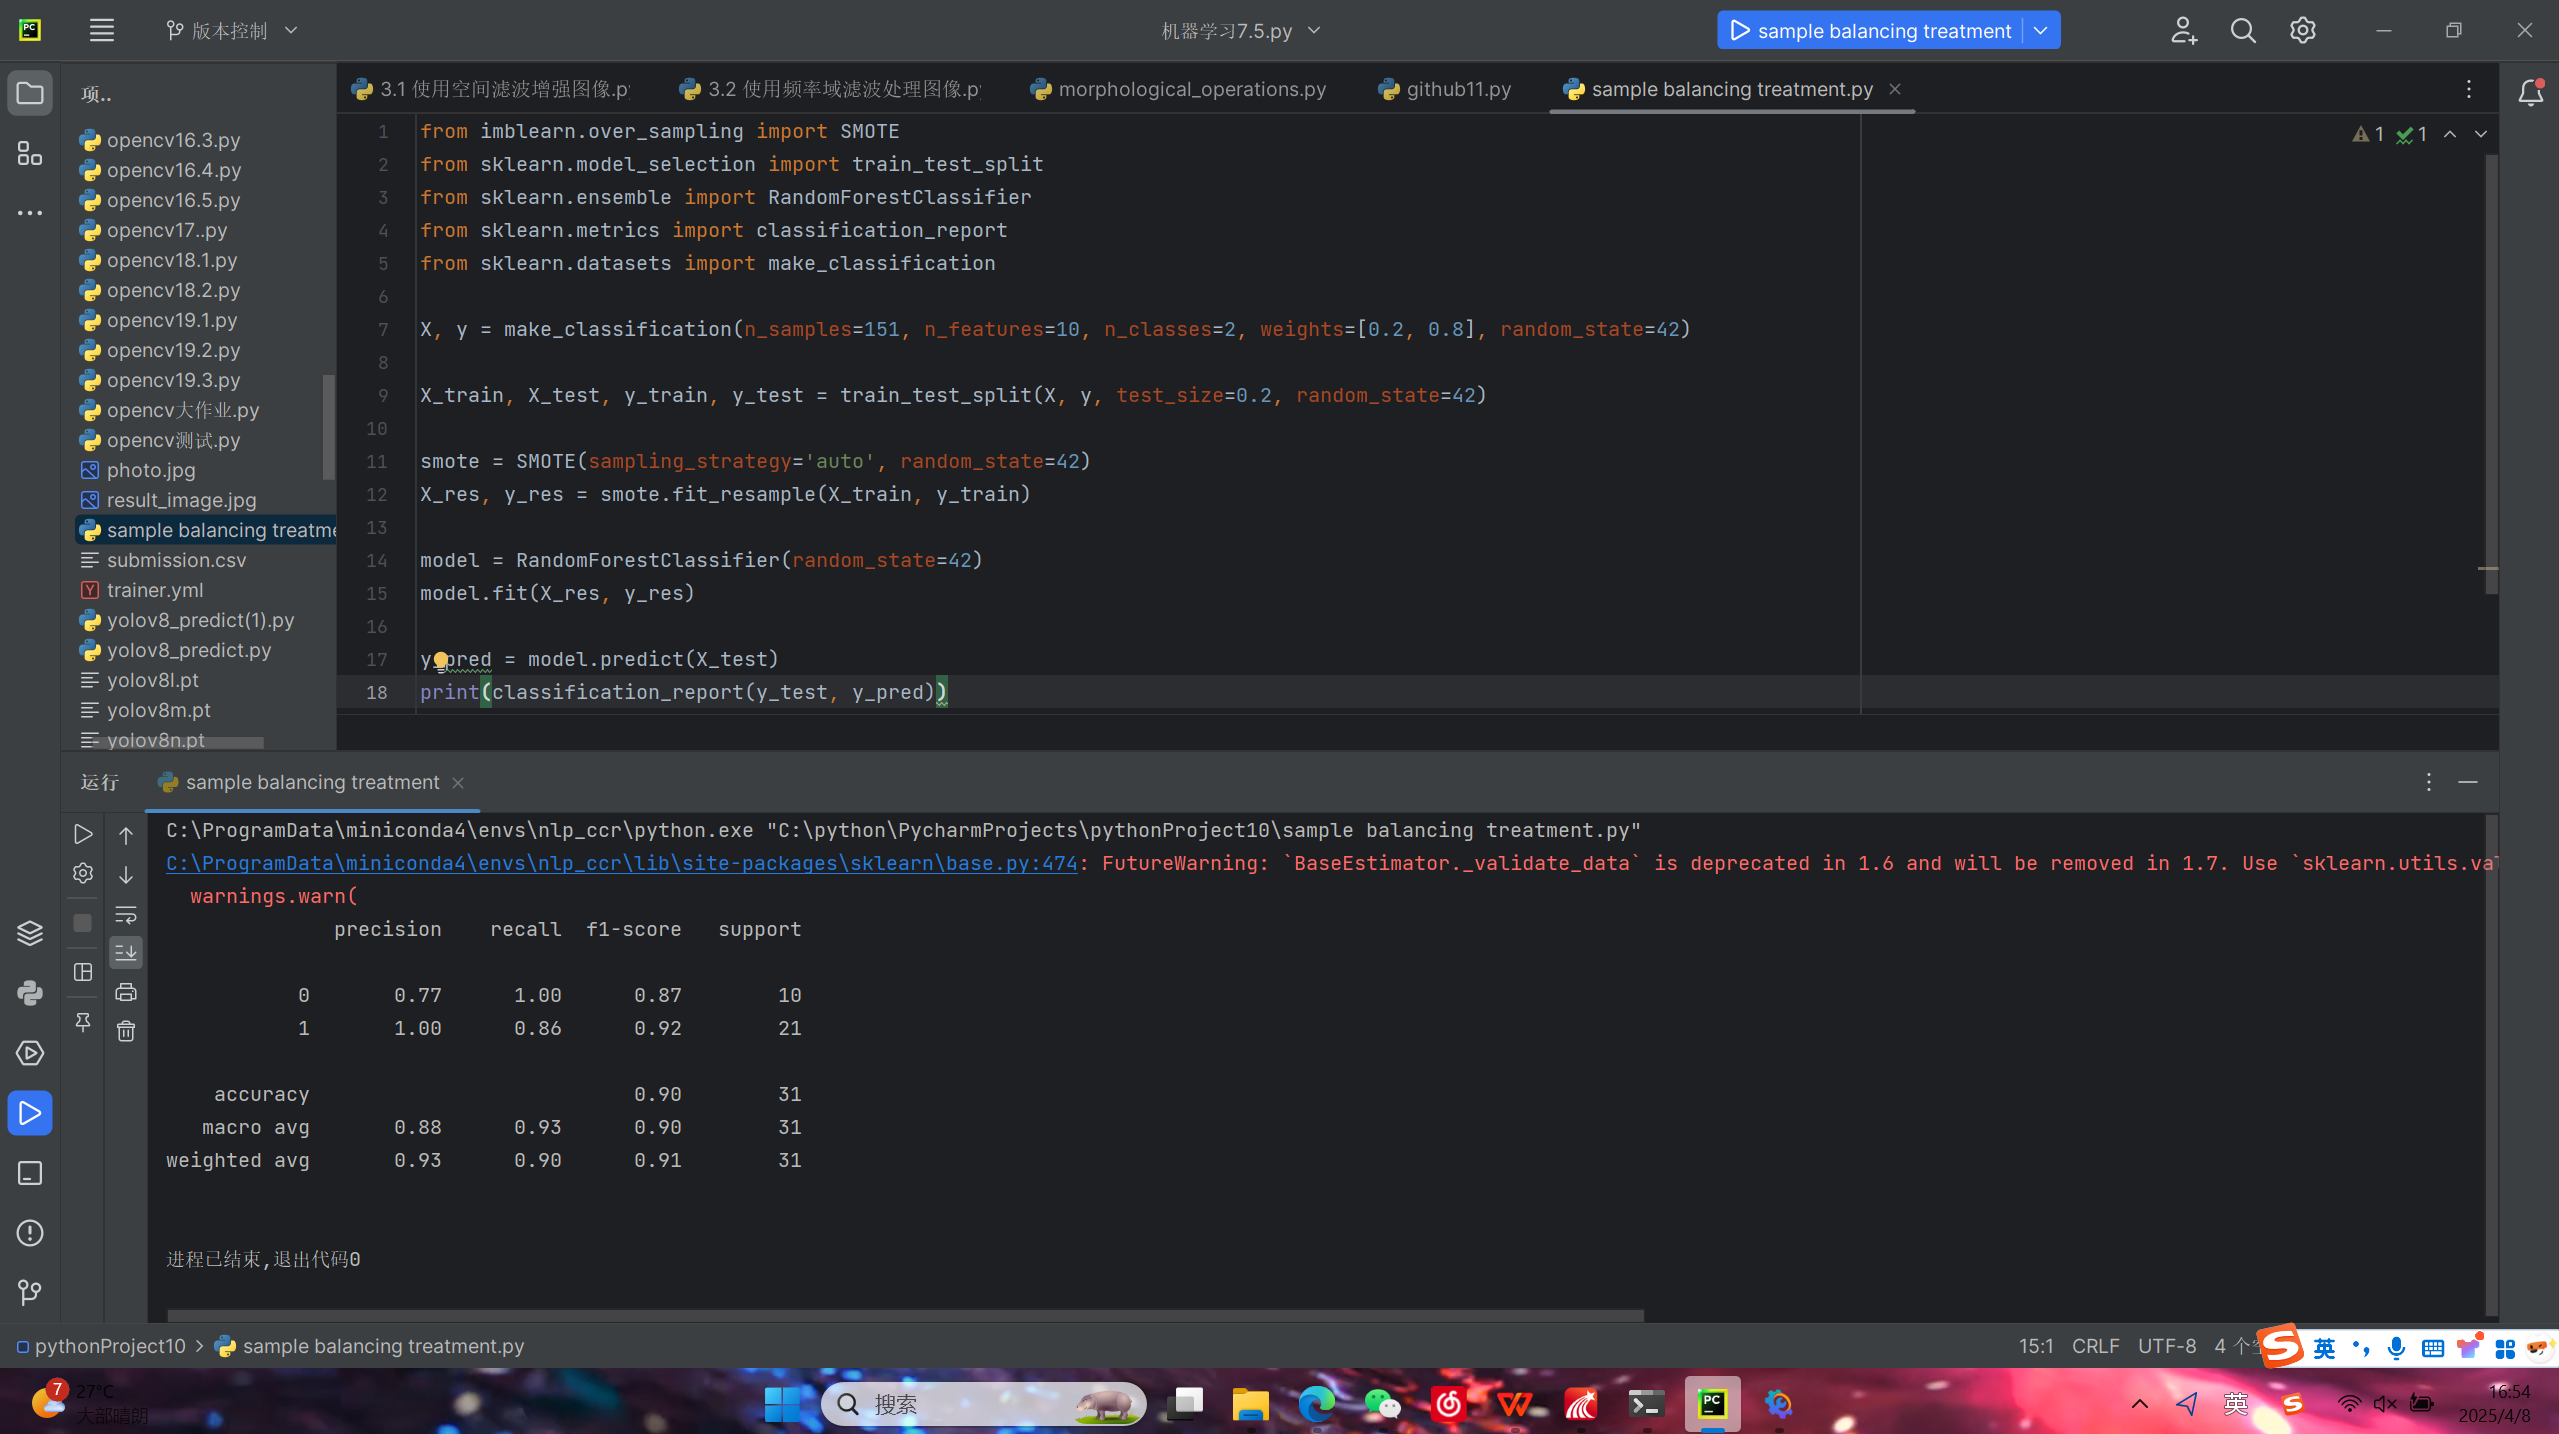 PC
版本控制
机器学习7.5.py
sample balancing treatment
项..
3.1 使用空间滤波增强图像.py
3.2 使用频率域滤波处理图像.py
morphological_operations.py
github11.py
sample balancing treatment.py
opencv16.3.py
opencv16.4.py
opencv16.5.py
opencv17..py
opencv18.1.py
opencv18.2.py
opencv19.1.py
opencv19.2.py
opencv19.3.py
opencv大作业.py
opencv测试.py
photo.jpg
result_image.jpg
sample balancing treatme
submission.csv
trainer.yml
yolov8_predict(1).py
yolov8_predict.py
yolov8l.pt
yolov8m.pt
yolov8n.pt
1 1
1 from imblearn.over_sampling import SMOTE
2 from sklearn.model_selection import train_test_split
3 from sklearn.ensemble import RandomForestClassifier
4 from sklearn.metrics import classification_report
5 from sklearn.datasets import make_classification
6
7 X, y = make_classification(n_samples=151, n_features=10, n_classes=2, weights=[0.2, 0.8], random_state=42)
8
9 X_train, X_test, y_train, y_test = train_test_split(X, y, test_size=0.2, random_state=42)
10
11 smote = SMOTE(sampling_strategy='auto', random_state=42)
12 X_res, y_res = smote.fit_resample(X_train, y_train)
13
14 model = RandomForestClassifier(random_state=42)
15 model.fit(X_res, y_res)
16
17 y_pred = model.predict(X_test)
18 print(classification_report(y_test, y_pred))
运行
sample balancing treatment
C:\ProgramData\miniconda4\envs\nlp_ccr\python.exe "C:\python\PycharmProjects\pythonProject10\sample balancing treatment.py"
C:\ProgramData\miniconda4\envs\nlp_ccr\lib\site-packages\sklearn\base.py:474: FutureWarning: `BaseEstimator._validate_data` is deprecated in 1.6 and will be removed in 1.7. Use `sklearn.utils.val
warnings.warn(
precision recall f1-score support
0 0.77 1.00 0.87 10
1 1.00 0.86 0.92 21
accuracy 0.90 31
macro avg 0.88 0.93 0.90 31
weighted avg 0.93 0.90 0.91 31
进程已结束,退出代码0
pythonProject10 > sample balancing treatment.py
15:1 CRLF UTF-8 4 个
英
7
27°C
大部晴朗
搜索
PC
英
16:54
2025/4/8